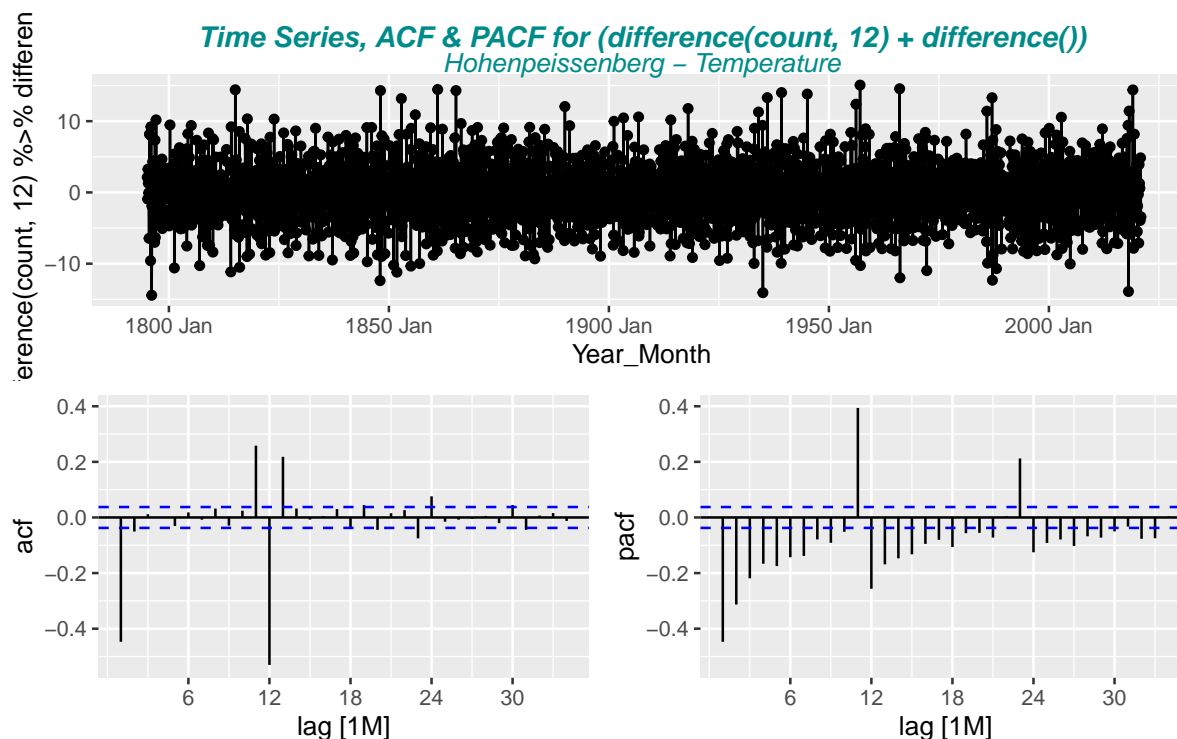 Time Series, ACF & PACF for (difference(count, 12) + difference())
Hohenpeissenberg − Temperature
ference(count, 12) %>% differen
10
0
−10
1800 Jan 1850 Jan 1900 Jan 1950 Jan 2000 Jan
Year_Month
acf
0.4
0.2
0.0
−0.2
−0.4
6 12 18 24 30
lag [1M]
pacf
0.4
0.2
0.0
−0.2
−0.4
6 12 18 24 30
lag [1M]